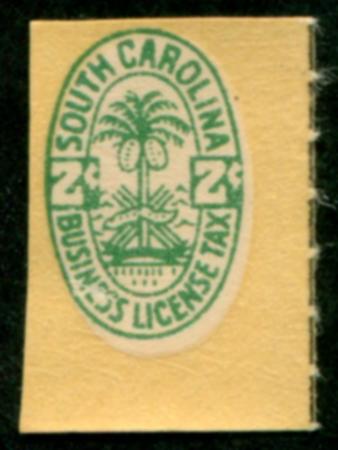 SOUTH CAROLINA
2¢ 2¢
BUSINESS LICENSE TAX